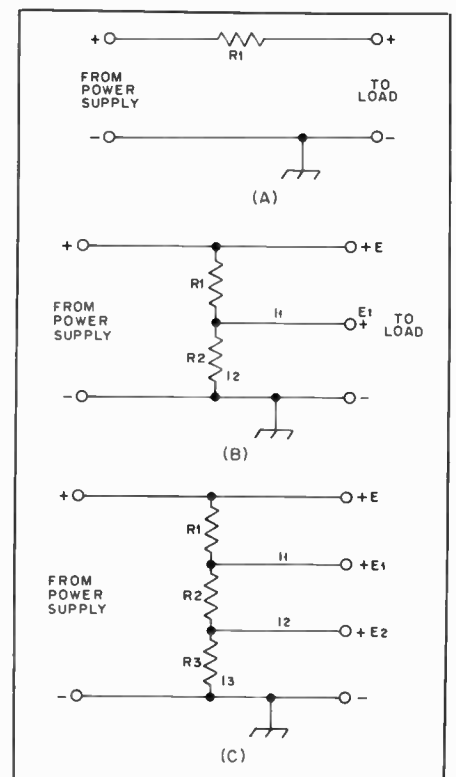 + +
R1
FROM
POWER
SUPPLY
TO
LOAD
- -
(A)
+ +E
R1
FROM
POWER
SUPPLY
I1 E1
+
TO
LOAD
R2
I2
- -
(B)
+ +E
R1
I1 +E1
FROM
POWER
SUPPLY
R2
I2 +E2
R3
I3
- -
(C)